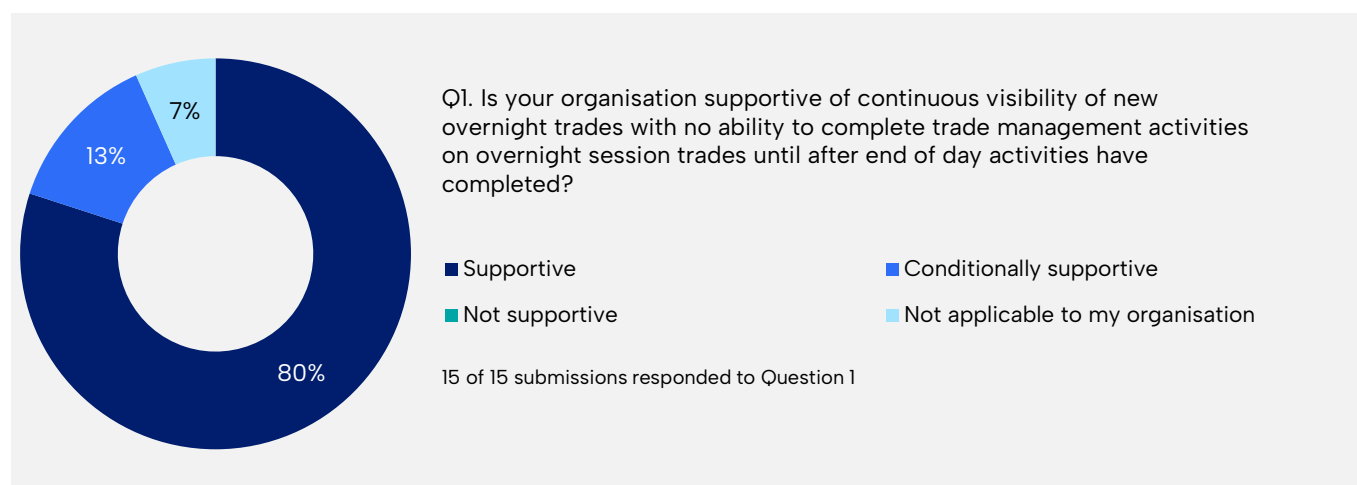 7%
13%
80%
Q1. Is your organisation supportive of continuous visibility of new
overnight trades with no ability to complete trade management activities
on overnight session trades until after end of day activities have
completed?
Supportive
Conditionally supportive
Not supportive
Not applicable to my organisation
15 of 15 submissions responded to Question 1